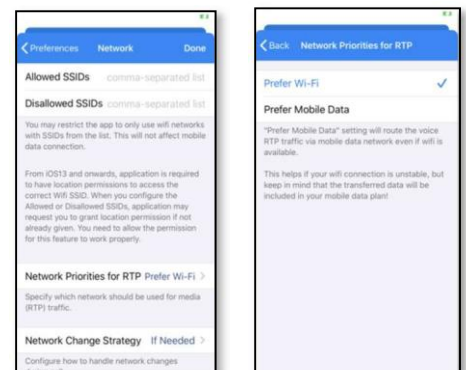 Preferences Network Done
Allowed SSIDs comma-separated list
Disallowed SSIDs comma-separated list
You may restrict the app to only use wifi networks
with SSIDs from the list. This will not affect mobile
data connection.
From iOS13 and onwards, application is required
to have location permissions to access the
correct Wifi SSID. When you configure the
Allowed or Disallowed SSIDs, application may
request you to grant location permission if not
already given. You need to allow the permission
for this feature to work properly.
Network Priorities for RTP Prefer Wi-Fi
Specify which network should be used for media
(RTP) traffic.
Network Change Strategy If Needed
Configure how to handle network changes
Back Network Priorities for RTP
Prefer Wi-Fi
Prefer Mobile Data
"Prefer Mobile Data" setting will route the voice
RTP traffic via mobile data network even if wifi is
available.
This helps if your wifi connection is unstable, but
keep in mind that the transferred data will be
included in your mobile data plan!